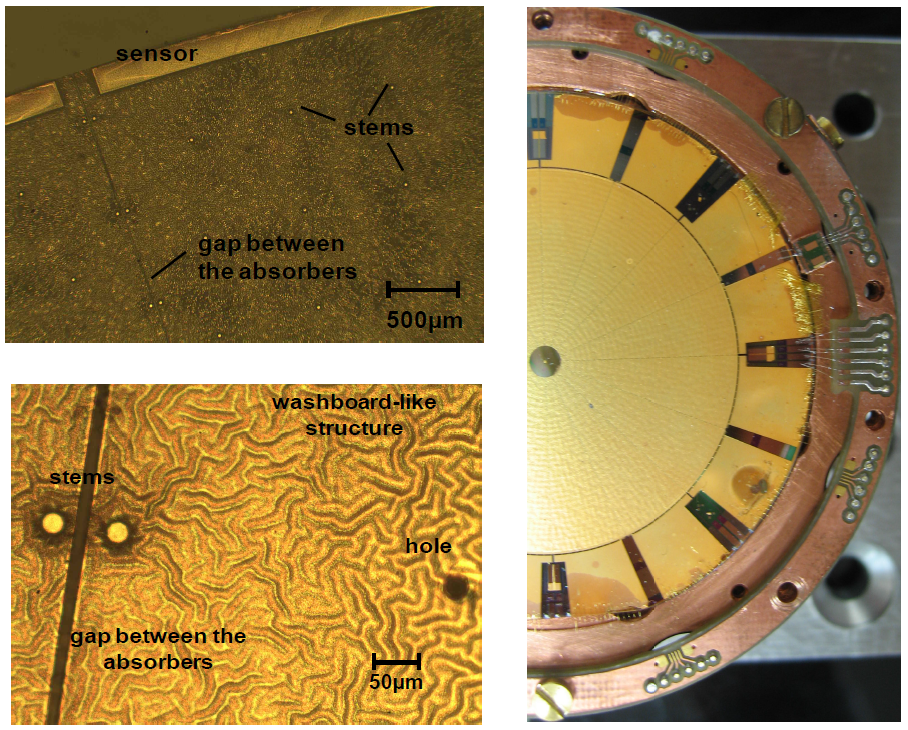 sensor
stems
gap between
the absorbers
500μm
washboard-like
structure
stems
hole
gap between the
absorbers
50μm